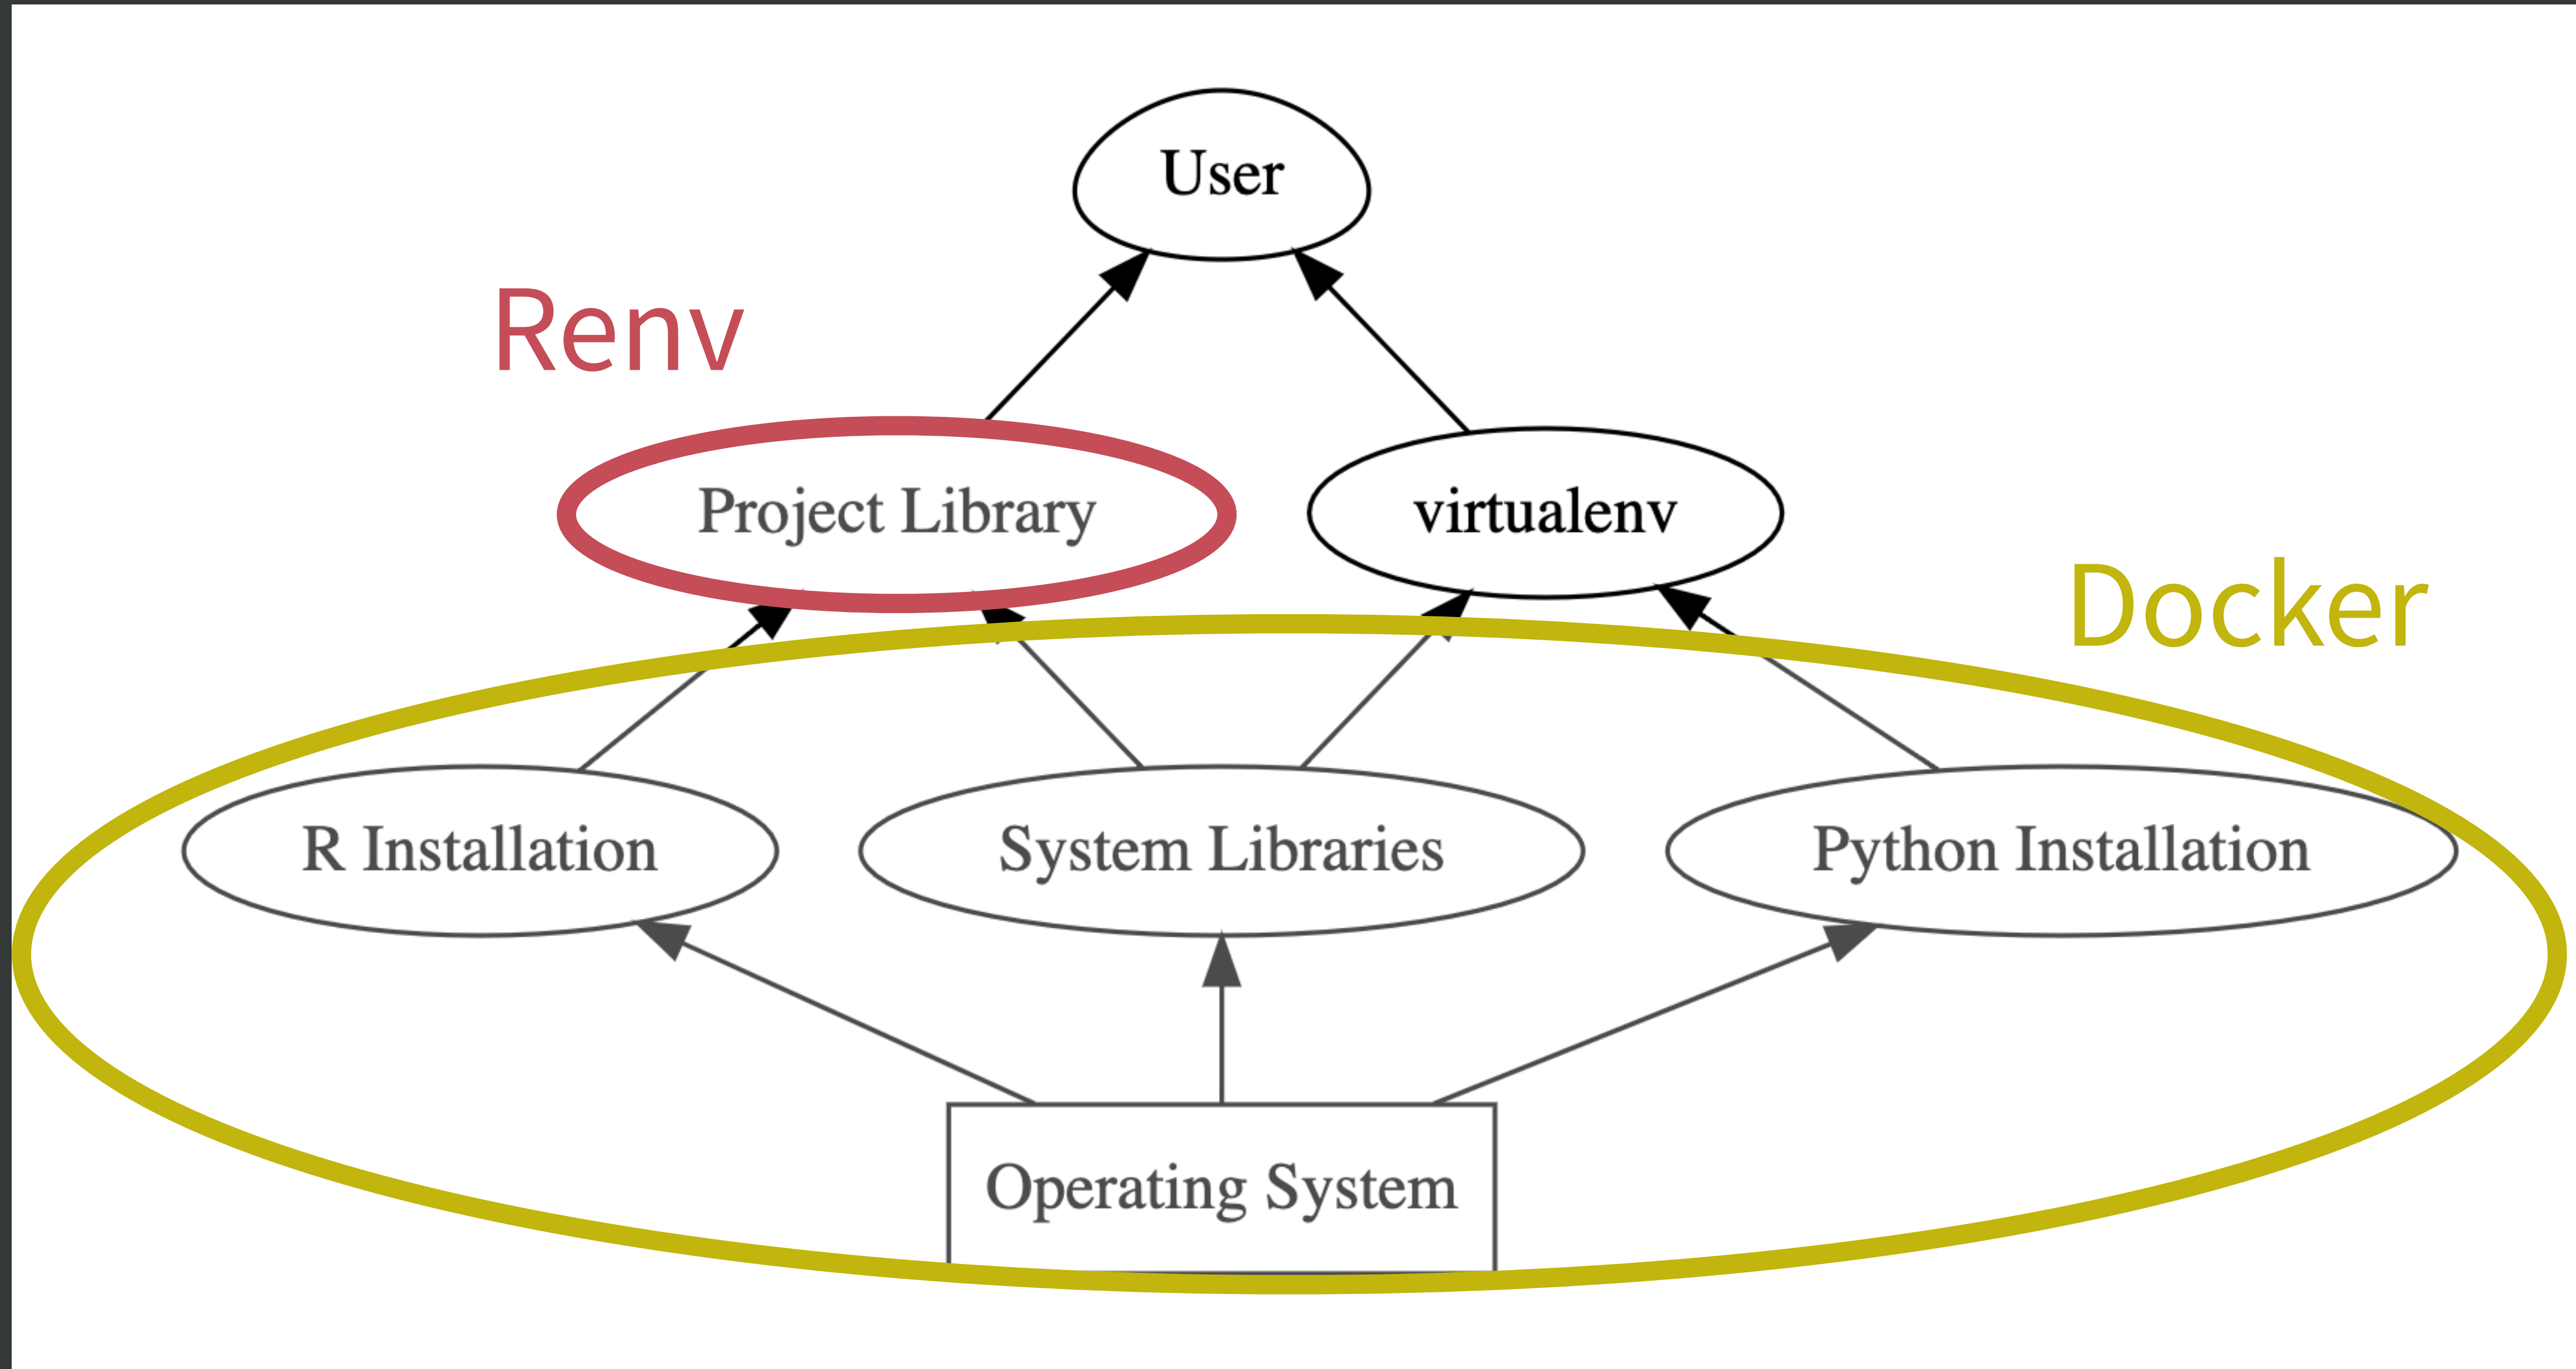 User
Renv
Project Library
virtualenv
Docker
R Installation
System Libraries
Python Installation
Operating System